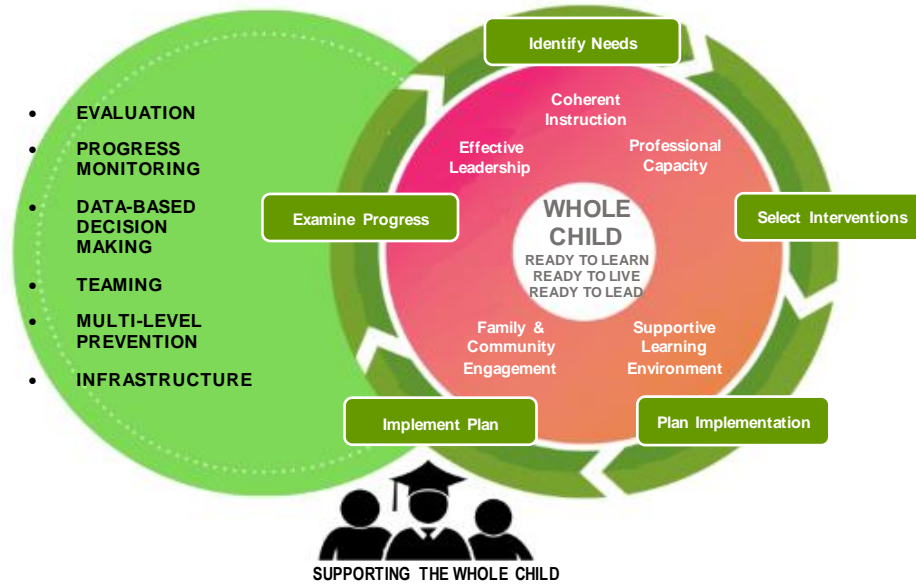 • EVALUATION
• PROGRESS
MONITORING
• DATA-BASED
DECISION
MAKING
• TEAMING
• MULTI-LEVEL
PREVENTION
• INFRASTRUCTURE
Identify Needs
Coherent
Instruction
Effective
Leadership
Professional
Capacity
Examine Progress
Select Interventions
WHOLE
CHILD
READY TO LEARN
READY TO LIVE
READY TO LEAD
Family &
Community
Engagement
Supportive
Learning
Environment
Implement Plan
Plan Implementation
SUPPORTING THE WHOLE CHILD